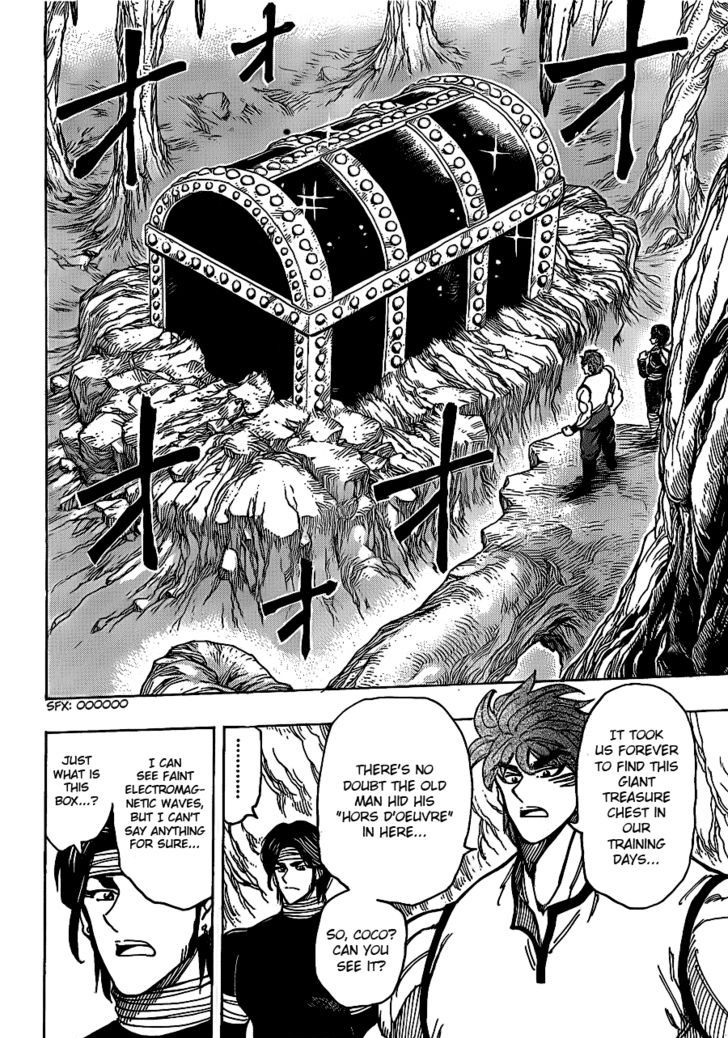 オ
オ
オ
オ
オ
オ
SFX: OOOOOO
IT TOOK
US FOREVER
TO FIND THIS
GIANT
TREASURE
CHEST IN
OUR
TRAINING
DAYS...
THERE'S NO
DOUBT THE OLD
MAN HID HIS
"HORS D'OEUVRE"
IN HERE...
SO, COCO?
CAN YOU
SEE IT?
.........
I CAN
SEE FAINT
ELECTROMAG-
NETIC WAVES,
BUT I CAN'T
SAY ANYTHING
FOR SURE...
JUST
WHAT IS
THIS
BOX...?